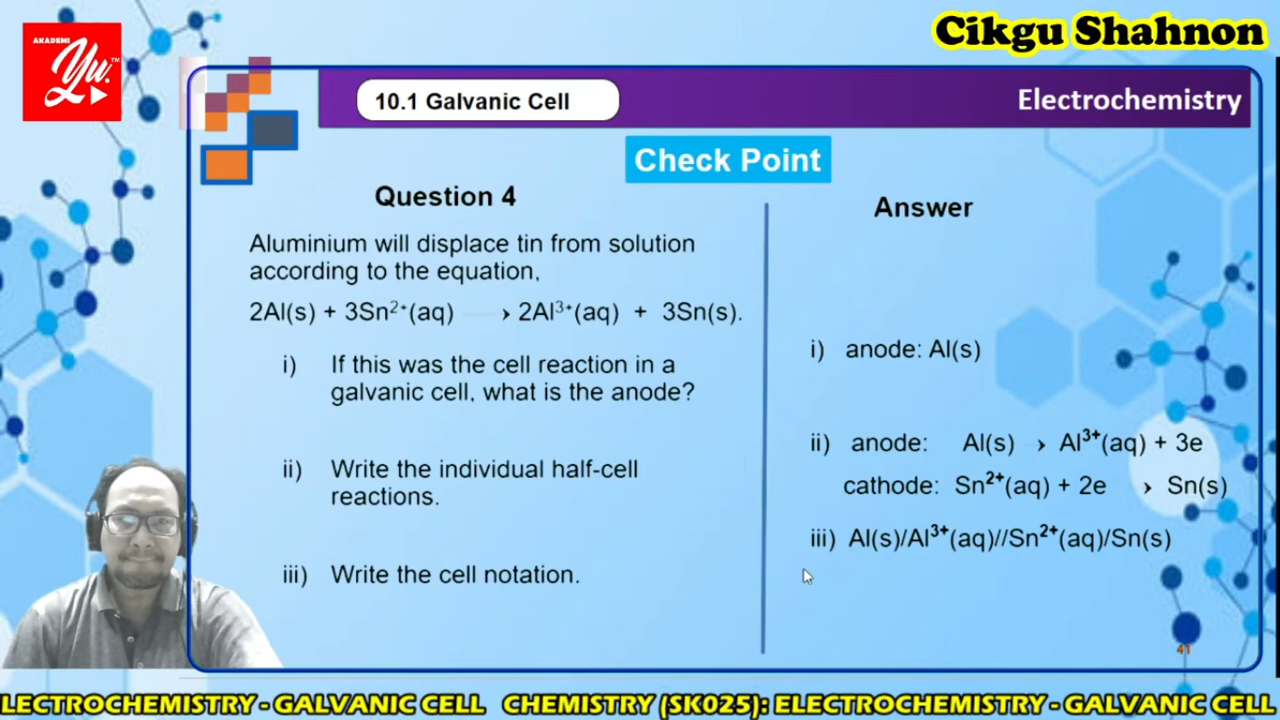 Cikgu Shahnon
AKADEMI
Yu.™
10.1 Galvanic Cell
Electrochemistry
Check Point
Question 4
Aluminium will displace tin from solution
according to the equation,
2Al(s) + 3Sn²⁺(aq) → 2Al³⁺(aq) + 3Sn(s).
i) If this was the cell reaction in a
galvanic cell, what is the anode?
ii) Write the individual half-cell
reactions.
iii) Write the cell notation.
Answer
i) anode: Al(s)
ii) anode: Al(s) → Al³⁺(aq) + 3e
cathode: Sn²⁺(aq) + 2e → Sn(s)
iii) Al(s)/Al³⁺(aq)//Sn²⁺(aq)/Sn(s)
41
LECTROCHEMISTRY - GALVANIC CELL CHEMISTRY (SK025): ELECTROCHEMISTRY - GALVANIC CELL